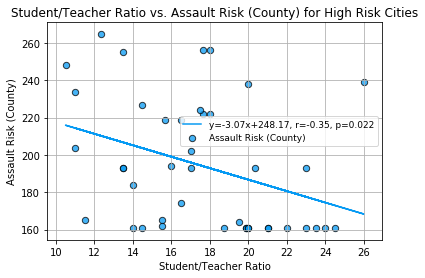 Student/Teacher Ratio vs. Assault Risk (County) for High Risk Cities
260
240
220
200
180
160
Assault Risk (County)
y=-3.07x+248.17, r=-0.35, p=0.022
Assault Risk (County)
10 12 14 16 18 20 22 24 26
Student/Teacher Ratio